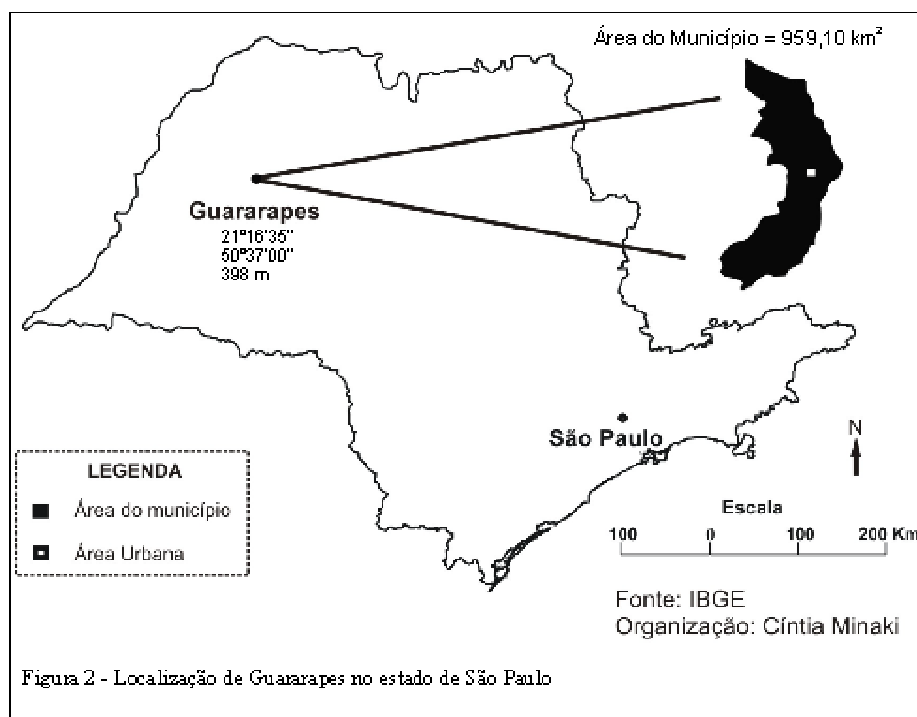 Área do Município = 959,10 km²
Guararapes
21°16'35"
50°37'00"
398 m
São Paulo
N
LEGENDA
Área do município
Área Urbana
Escala
100 0 100 200 Km
Fonte: IBGE
Organização: Cíntia Minaki
Figura 2 - Localização de Guararapes no estado de São Paulo